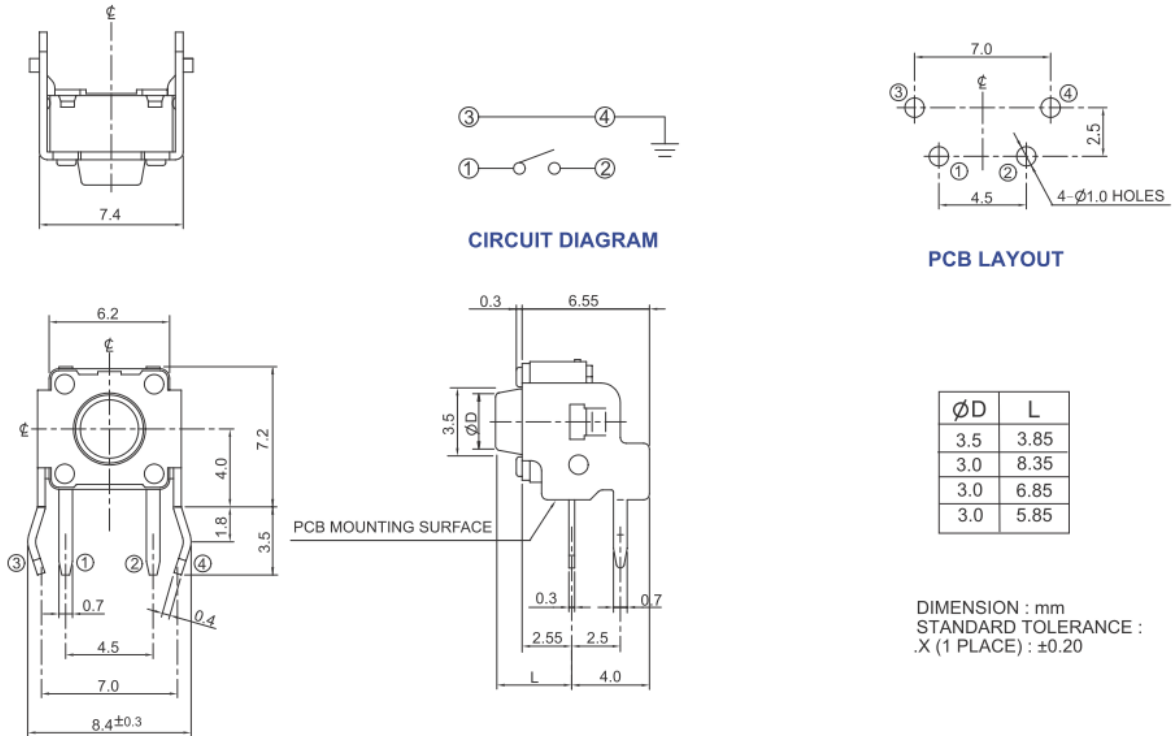 ℄
7.4
③ ④
① ②
CIRCUIT DIAGRAM
7.0
℄
③ ④
2.5
① ②
4.5
4-Ø1.0 HOLES
PCB LAYOUT
6.2
℄
℄
7.2
4.0
1.8
3.5
③ ① ② ④
0.7
0.4
4.5
7.0
8.4±0.3
0.3 6.55
3.5
ØD
PCB MOUNTING SURFACE
0.3 0.7
2.55 2.5
L 4.0
ØD L
3.5 3.85
3.0 8.35
3.0 6.85
3.0 5.85
DIMENSION : mm
STANDARD TOLERANCE :
.X (1 PLACE) : ±0.20